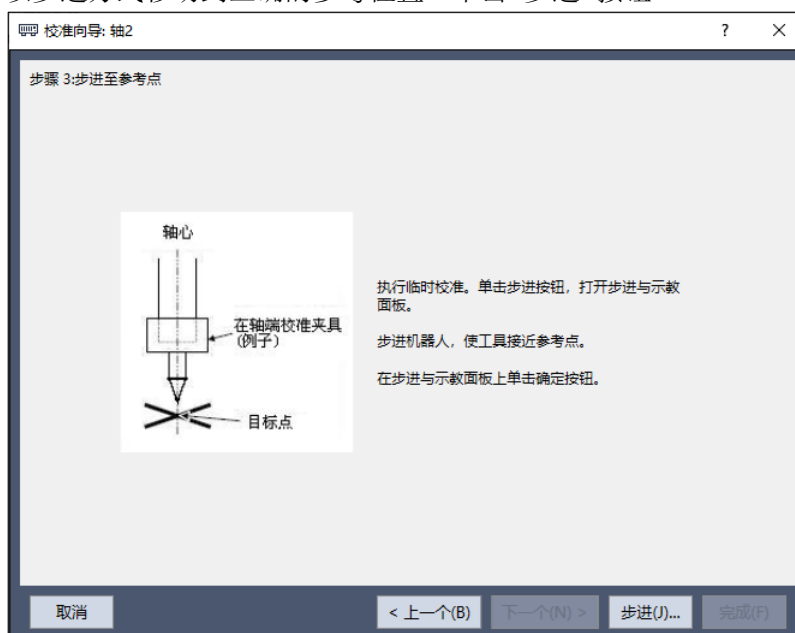 校准向导: 轴2
?
步骤 3:步进至参考点
轴心
在轴端校准夹具
(例子)
目标点
执行临时校准。单击步进按钮，打开步进与示教
面板。
步进机器人，使工具接近参考点。
在步进与示教面板上单击确定按钮。
取消
< 上一个(B)
下一个(N) >
步进(J)...
完成(F)